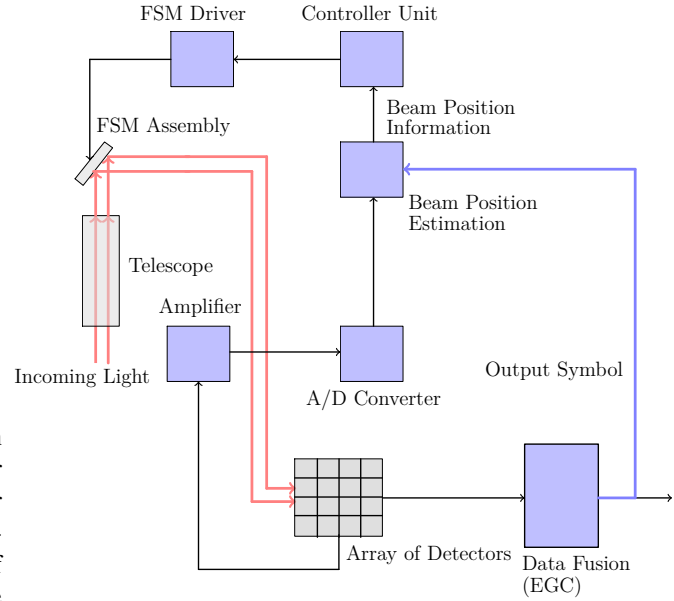 FSM Driver
Controller Unit
Beam Position
Information
FSM Assembly
Beam Position
Estimation
Telescope
Amplifier
Incoming Light
A/D Converter
Output Symbol
Array of Detectors
Data Fusion
(EGC)